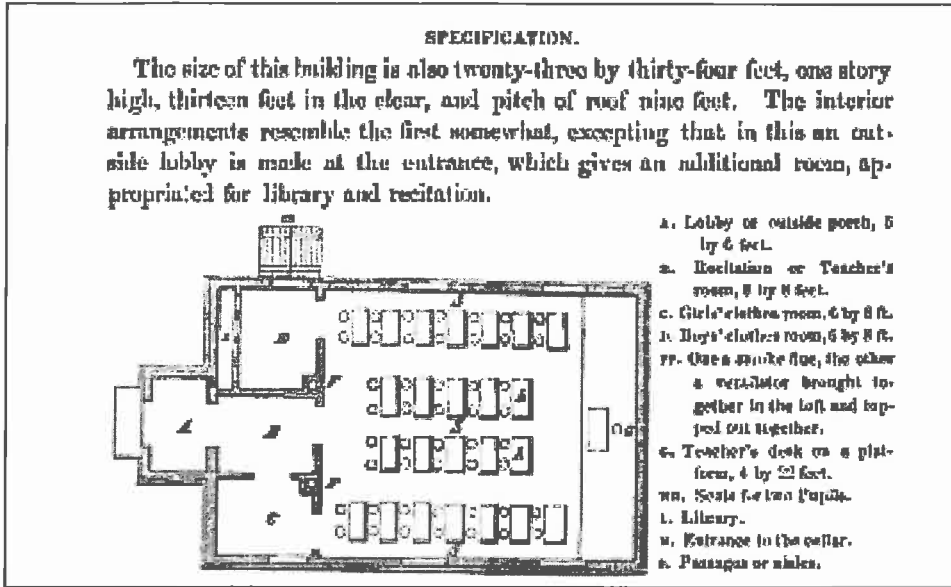 SPECIFICATION.
The size of this building is also twenty-three by thirty-four feet, one story
high, thirteen feet in the clear, and pitch of roof nine feet. The interior
arrangements resemble the first somewhat, excepting that in this an out-
side lobby is made at the entrance, which gives an additional room, ap-
propriated for library and recitation.
A. Lobby or outside porch, 5
by 6 feet.
Recitation or Teacher's
room, 8 by 8 feet.
C. Girls' clothes room, 6 by 8 ft.
Boys' clothes room, 6 by 8 ft.
FF. One a smoke flue, the other
a ventilator brought to-
gether in the loft and top-
ped out together.
G. Teacher's desk on a plat-
form, 4 by feet.
Seats for two Pupils.
L. Library.
Entrance to the cellar.
Passages or aisles.
F
A
F
C